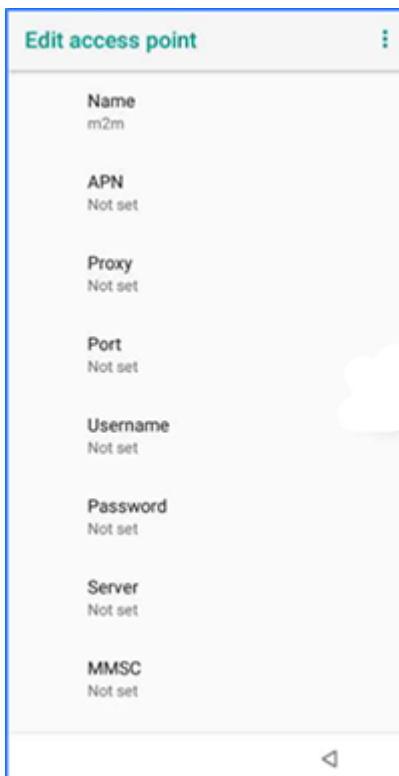 Edit access point
Name
m2m
APN
Not set
Proxy
Not set
Port
Not set
Username
Not set
Password
Not set
Server
Not set
MMSC
Not set